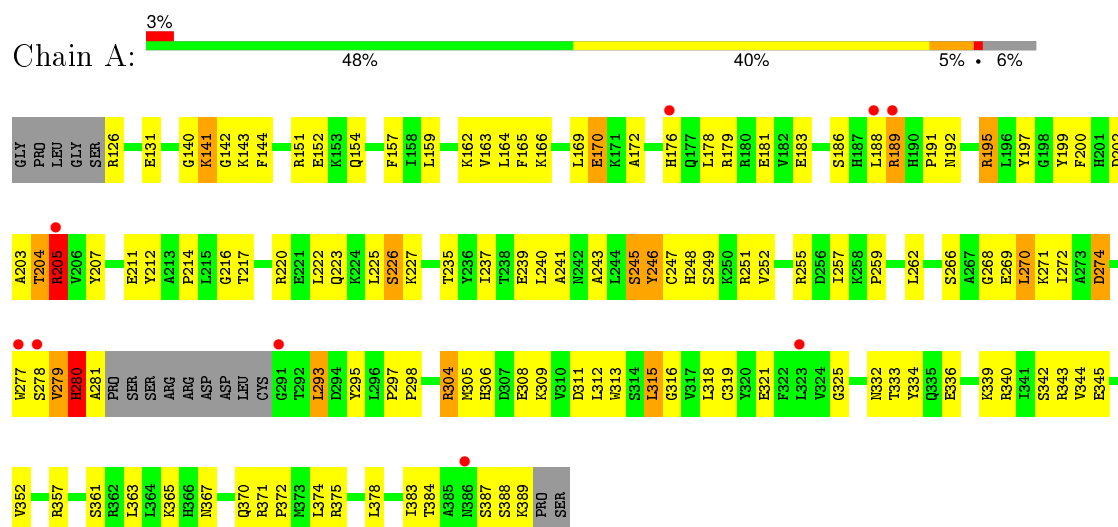 3%
Chain A:
48% 40% 5% • 6%
GLY PRO LEU GLY SER R126 E131 G140 K141 G142 K143 F144 R151 E152 K153 Q154 F157 I158 L159 K162 V163 L164 F165 K166 L169 E170 K171 A172 H176 Q177 L178 R179 R180 E181 V182 E183 S186 H187 L188 R189 H190 P191 N192 R195 L196 Y197 G198 Y199 F200 H201 D202
A203 T204 R205 V206 Y207 E211 Y212 A213 P214 L215 G216 T217 R220 E221 L222 Q223 K224 L225 S226 K227 T235 Y236 I237 T238 E239 L240 A241 N242 A243 L244 S245 Y246 C247 H248 S249 K250 R251 V252 R255 D256 I257 K258 P259 L262 S266 A267 G268 E269 L270 K271 I272 A273 D274
W277 S278 V279 H280 A281 PRO SER SER ARG ARG ASP ASP LEU CYS G291 T292 L293 D294 Y295 L296 P297 P298 R304 M305 H306 D307 E308 K309 V310 D311 L312 W313 S314 L315 G316 V317 L318 C319 Y320 E321 F322 L323 V324 G325 N332 T333 Y334 Q335 E336 K339 R340 I341 S342 R343 V344 E345
V352 R357 S361 R362 L363 L364 K365 H366 N367 Q370 R371 P372 M373 L374 R375 L378 I383 T384 A385 N386 S387 S388 K389 PRO SER